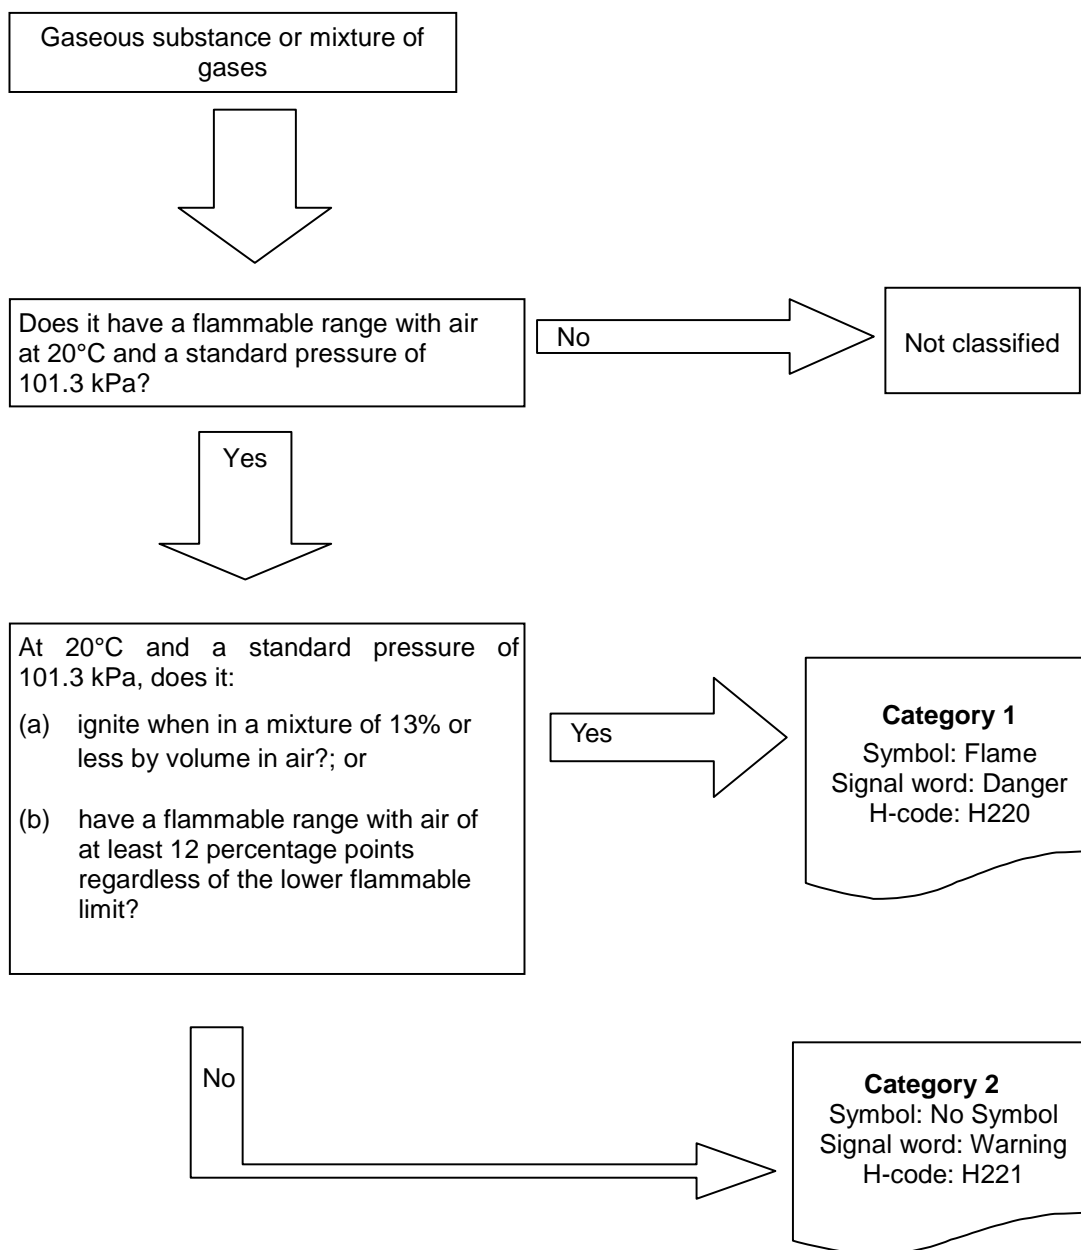 Gaseous substance or mixture of
gases
Does it have a flammable range with air
at 20°C and a standard pressure of
101.3 kPa?
No
Not classified
Yes
At 20°C and a standard pressure of
101.3 kPa, does it:
(a) ignite when in a mixture of 13% or
less by volume in air?; or
(b) have a flammable range with air of
at least 12 percentage points
regardless of the lower flammable
limit?
Yes
Category 1
Symbol: Flame
Signal word: Danger
H-code: H220
No
Category 2
Symbol: No Symbol
Signal word: Warning
H-code: H221